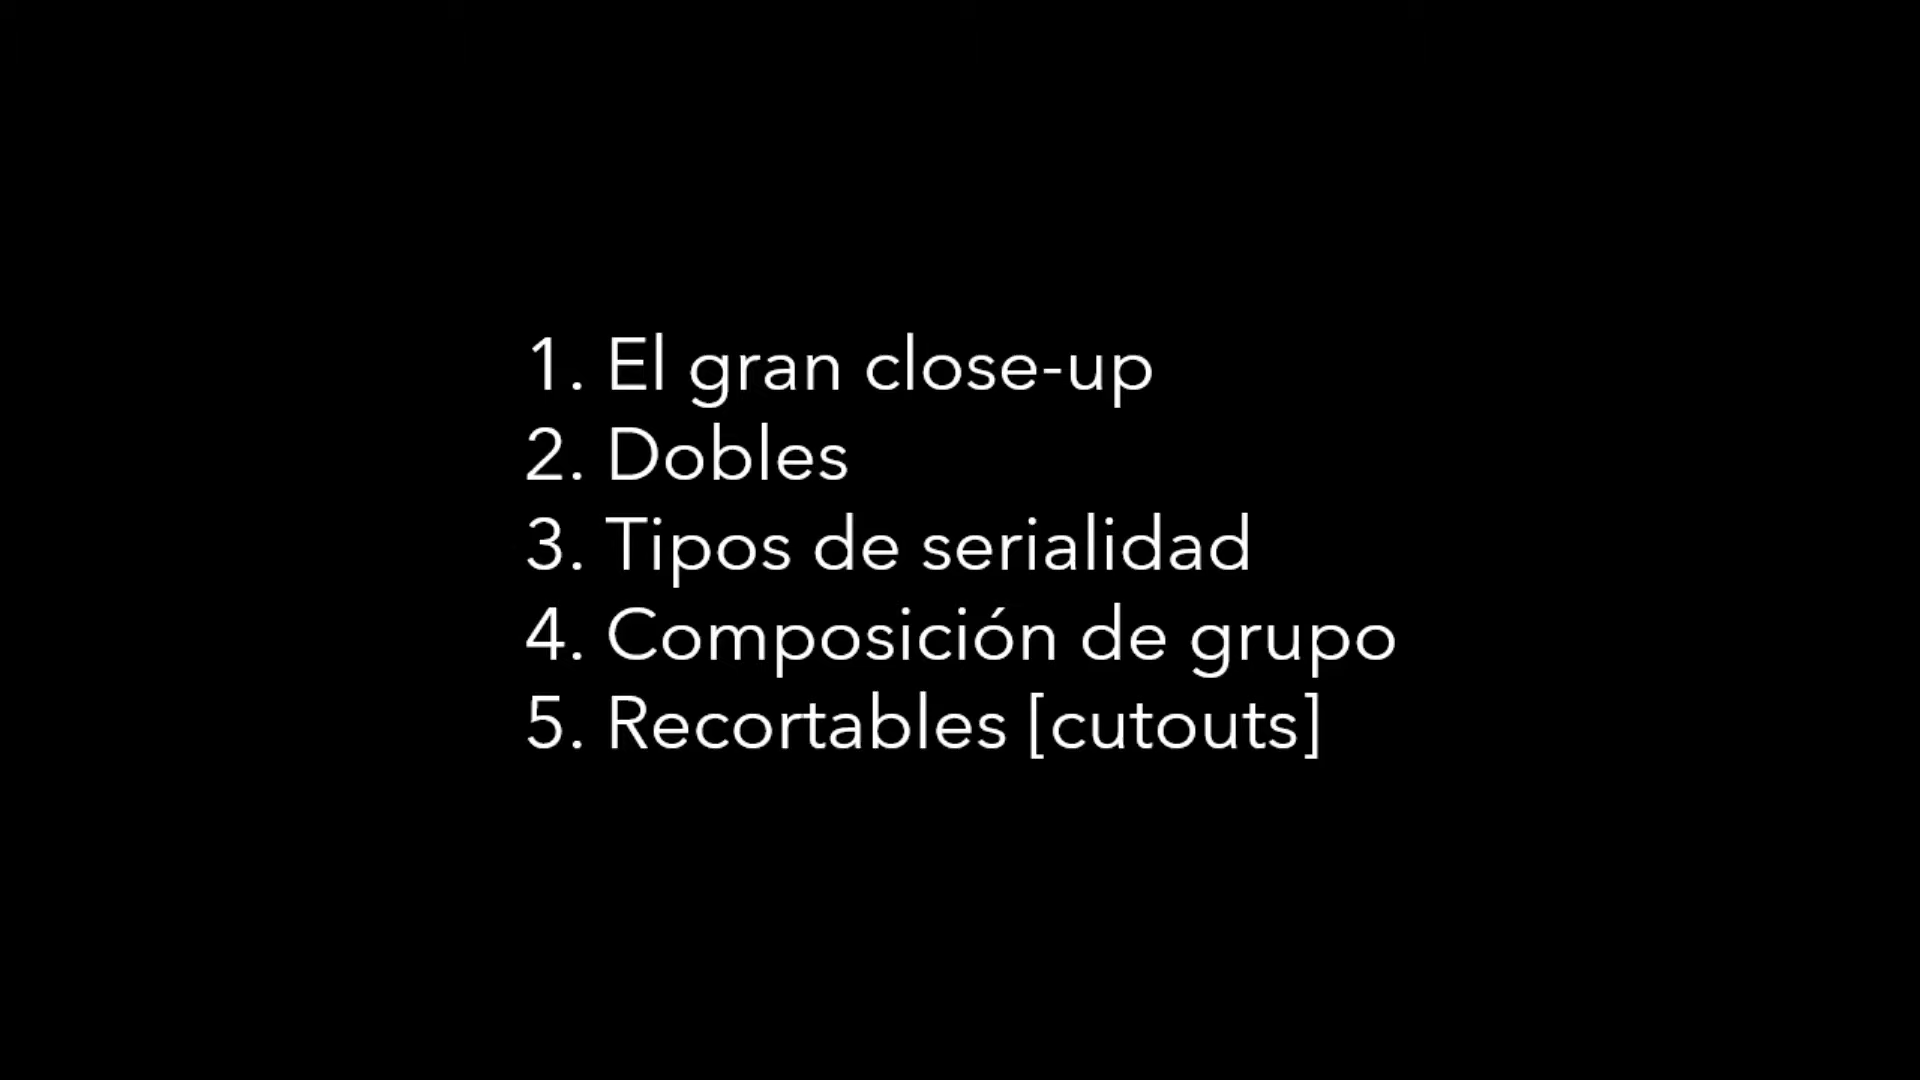 1. El gran close-up
2. Dobles
3. Tipos de serialidad
4. Composición de grupo
5. Recortables [cutouts]